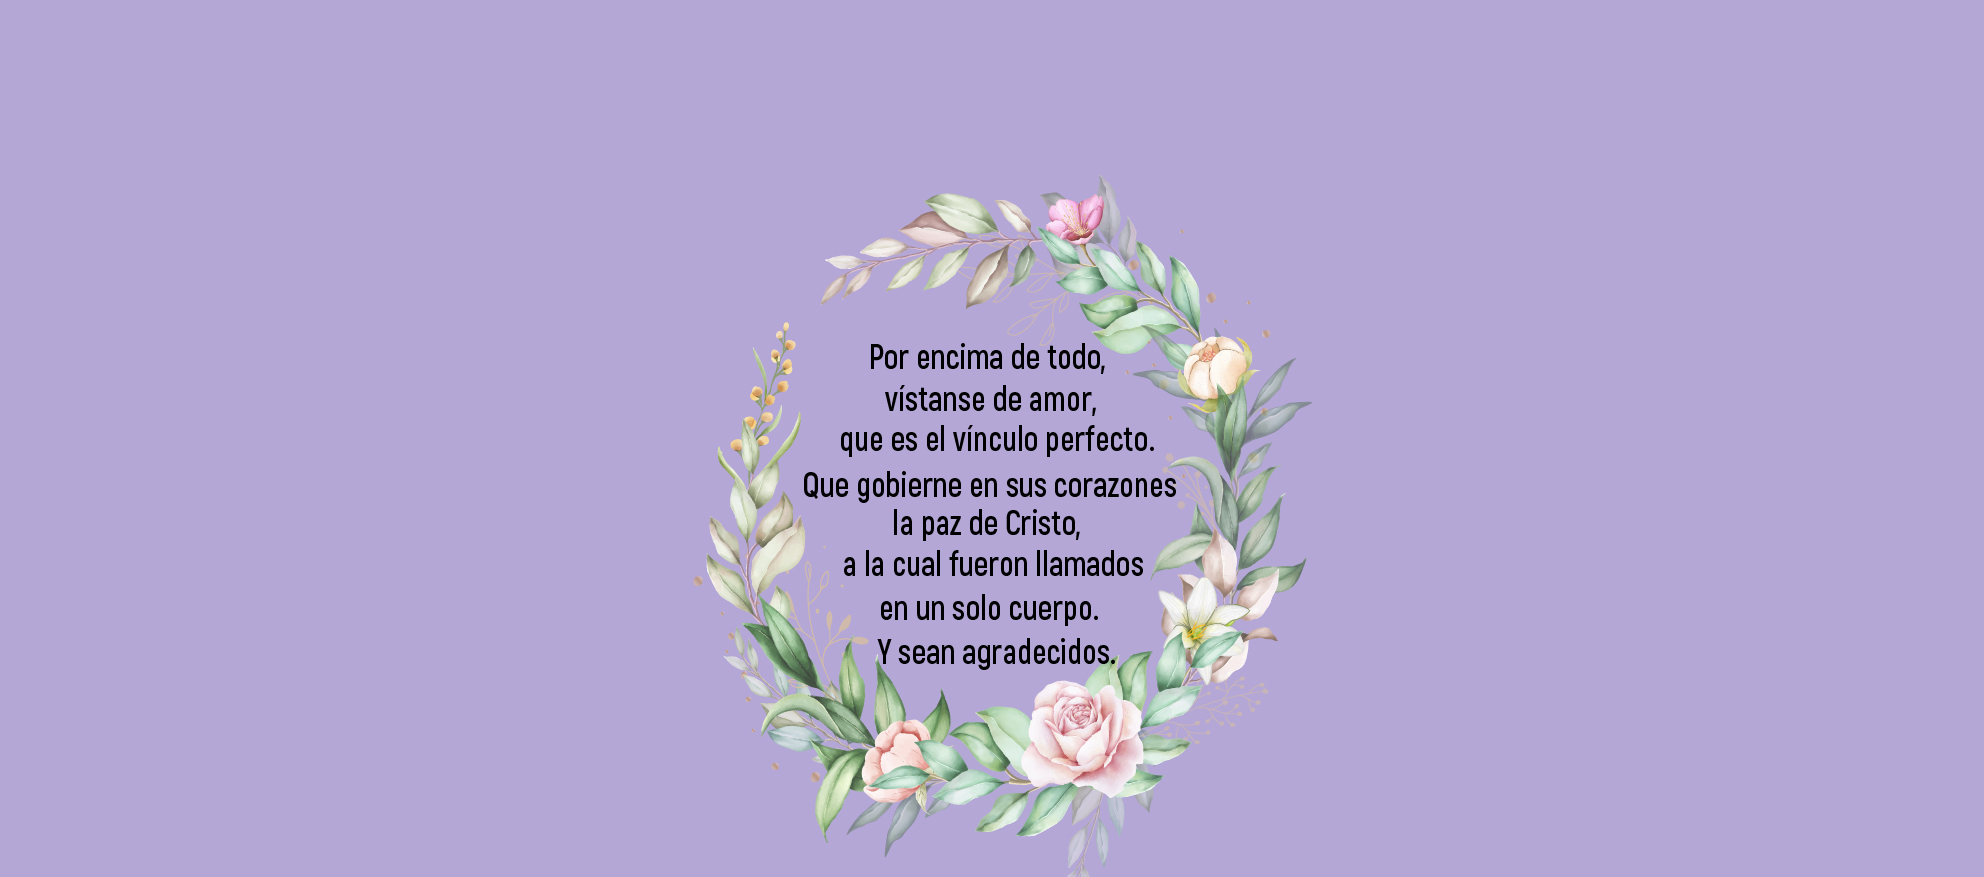 Por encima de todo,
vístanse de amor,
que es el vínculo perfecto.
Que gobierne en sus corazones
la paz de Cristo,
a la cual fueron llamados
en un solo cuerpo.
Y sean agradecidos.